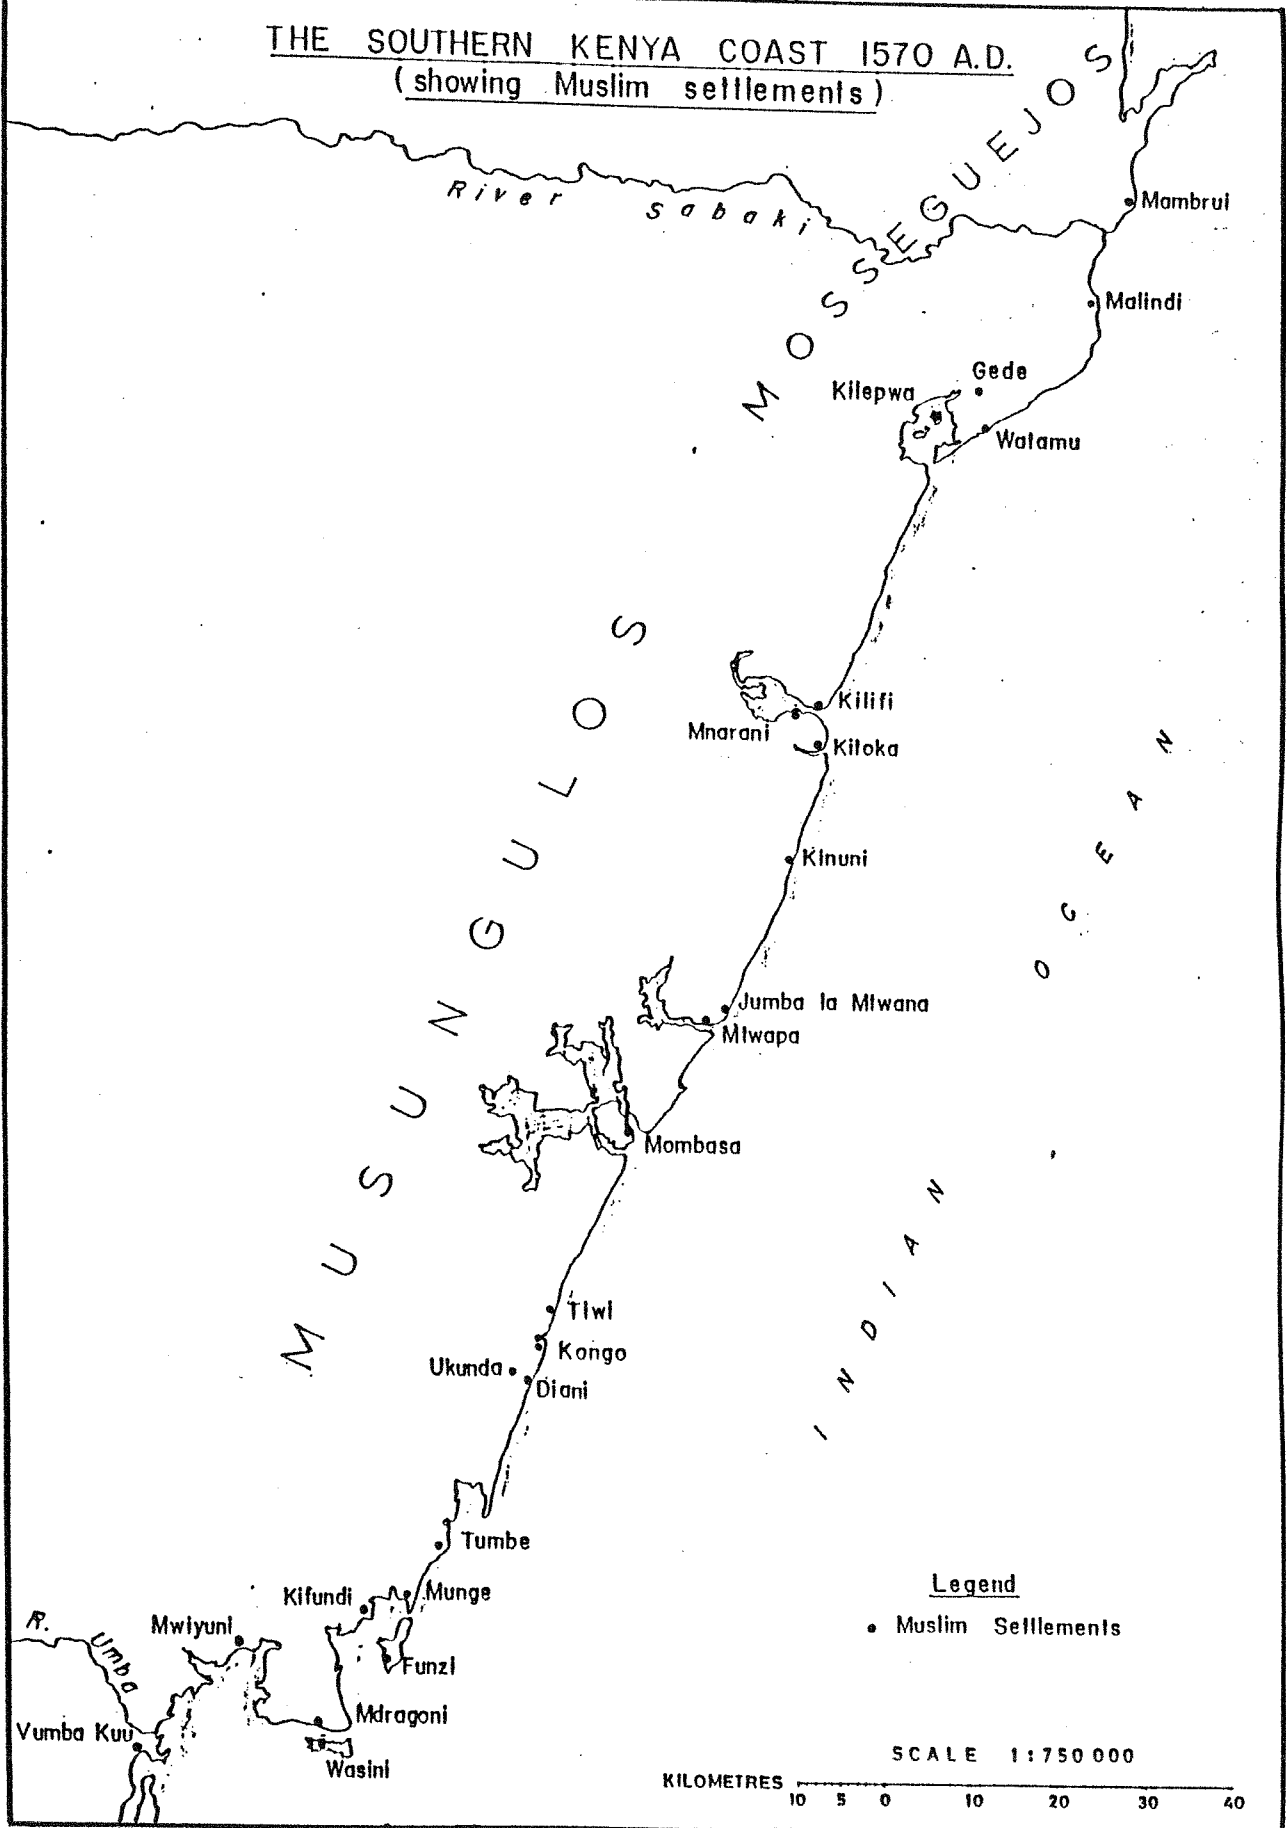 THE SOUTHERN KENYA COAST 1570 A.D.
(showing Muslim settlements)
MOSSEGUEJOS
River Sabaki
Mambrui
Malindi
Gede
Kilepwa
Watamu
MUSUNGULOS
Kilifi
Mnarani
Kitoka
Kinuni
INDIAN OCEAN
Jumba la Mtwana
Mtwapa
Mombasa
Tiwi
Kongo
Ukunda
Diani
Tumbe
Munge
Kifundi
Mwiyuni
Funzi
R. Umba
Mdragoni
Vumba Kuu
Wasini
Legend
Muslim Settlements
SCALE 1:750 000
KILOMETRES 10 5 0 10 20 30 40